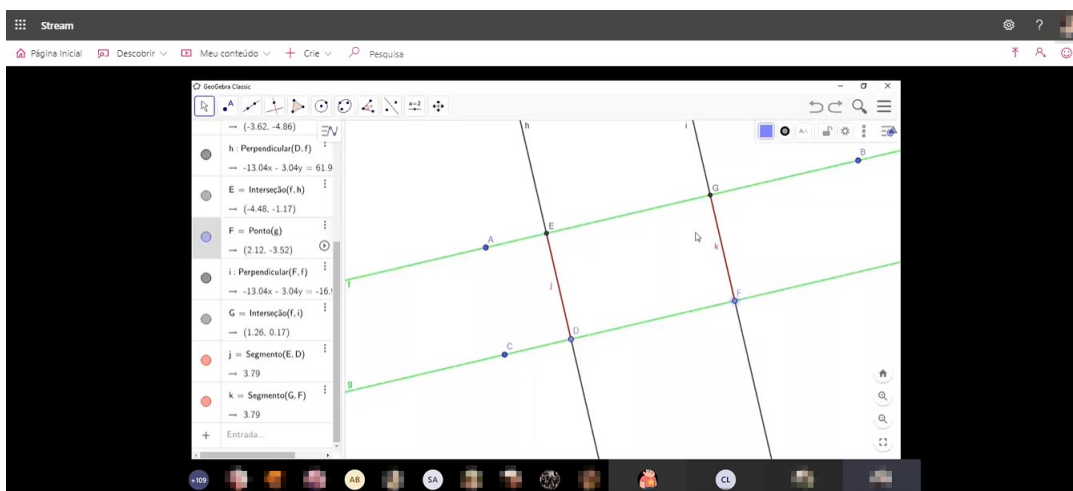 Stream
?
Página Inicial Descobrir Meu conteúdo Crie Pesquisa
GeoGebra Classic
A
a=2
→ (-3.62, -4.86)
h : Perpendicular(D, f)
→ -13.04x - 3.04y = 61.9
E = Interseção(f, h)
→ (-4.48, -1.17)
F = Ponto(g)
→ (2.12, -3.52)
i : Perpendicular(F, f)
→ -13.04x - 3.04y = -16.
G = Interseção(f, i)
→ (1.26, 0.17)
j = Segmento(E, D)
→ 3.79
k = Segmento(G, F)
→ 3.79
+ Entrada...
h
i
B
G
E
A
k
f
j
F
D
C
g
+109
AB
SA
CL